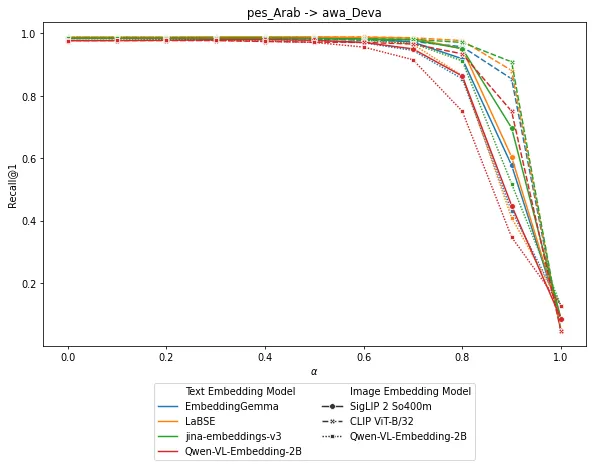 pes_Arab -> awa_Deva
1.0
0.8
0.6
0.4
0.2
Recall@1
0.0 0.2 0.4 0.6 0.8 1.0
α
Text Embedding Model Image Embedding Model
EmbeddingGemma SigLIP 2 So400m
LaBSE CLIP ViT-B/32
jina-embeddings-v3 Qwen-VL-Embedding-2B
Qwen-VL-Embedding-2B